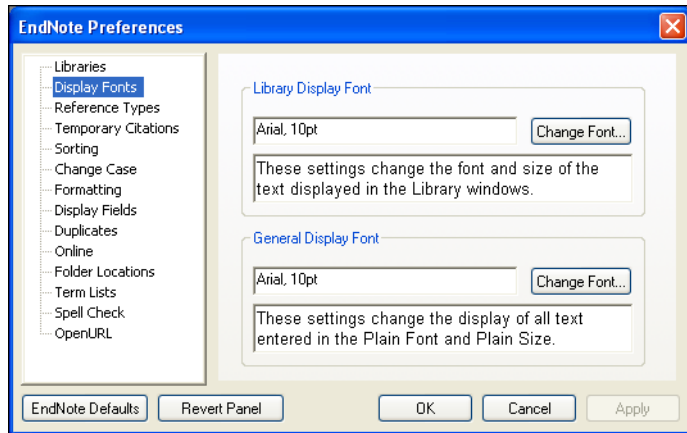 EndNote Preferences
Libraries
Display Fonts
Reference Types
Temporary Citations
Sorting
Change Case
Formatting
Display Fields
Duplicates
Online
Folder Locations
Term Lists
Spell Check
OpenURL
Library Display Font
Arial, 10pt
Change Font...
These settings change the font and size of the
text displayed in the Library windows.
General Display Font
Arial, 10pt
Change Font...
These settings change the display of all text
entered in the Plain Font and Plain Size.
EndNote Defaults
Revert Panel
OK
Cancel
Apply